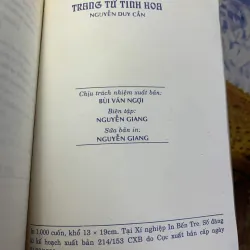 TRANG TỬ TINH HOA
NGUYỄN DUY CẦN
Chịu trách nhiệm xuất bản:
BÙI VĂN NGỢI
Biên tập:
NGUYỄN GIANG
Sửa bản in:
NGUYỄN GIANG
1.000 cuốn, khổ 13 × 19cm. Tại Xí nghiệp In Bến Tre. Số đăng
kế hoạch xuất bản 214/153 CXB do Cục xuất bản cấp ngày